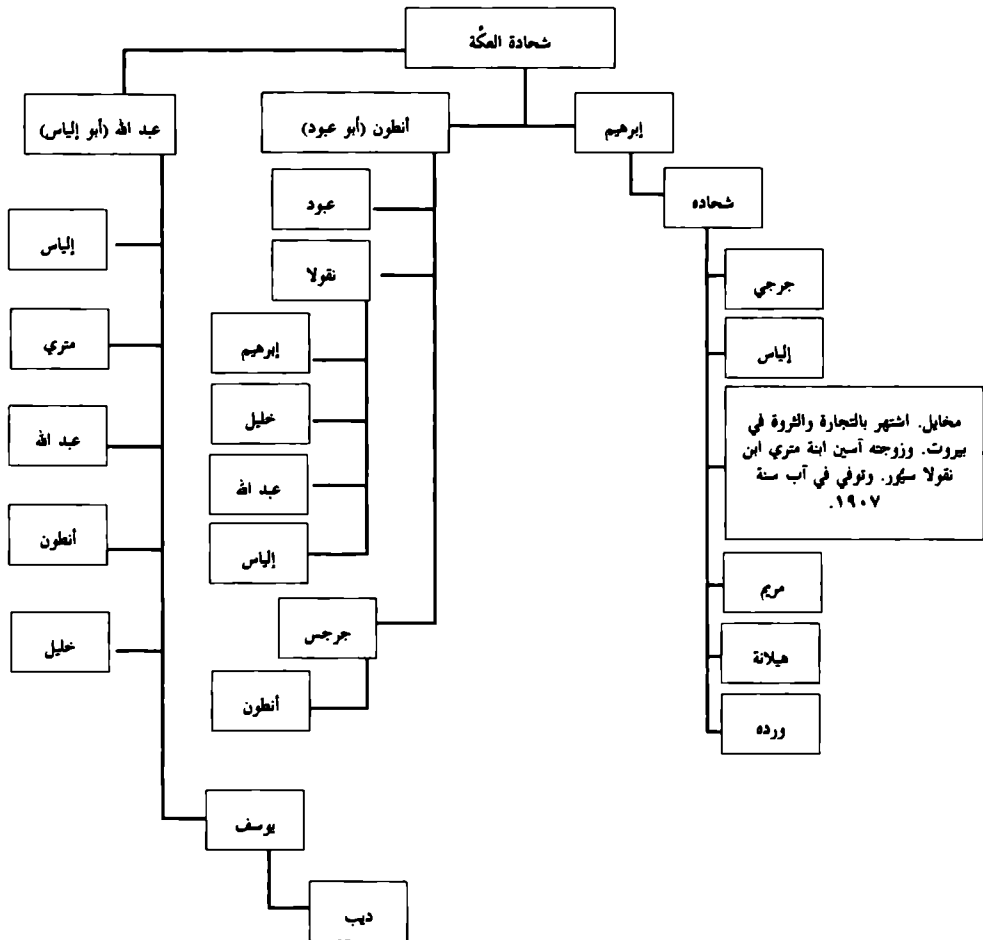 شحادة العكّة
إبرهيم
أنطون (أبو عبود)
عبد الله (أبو إلياس)
شحاده
جرجي
إلياس
مخايل. اشتهر بالتجارة والثروة في
بيروت. وزوجته آسين ابنة متري ابن
نقولا سيُور. وتوفي في آب سنة
١٩٠٧.
مريم
هيلانة
ورده
عبود
نقولا
إبرهيم
خليل
عبد الله
إلياس
جرجس
أنطون
إلياس
متري
عبد الله
أنطون
خليل
يوسف
ديب